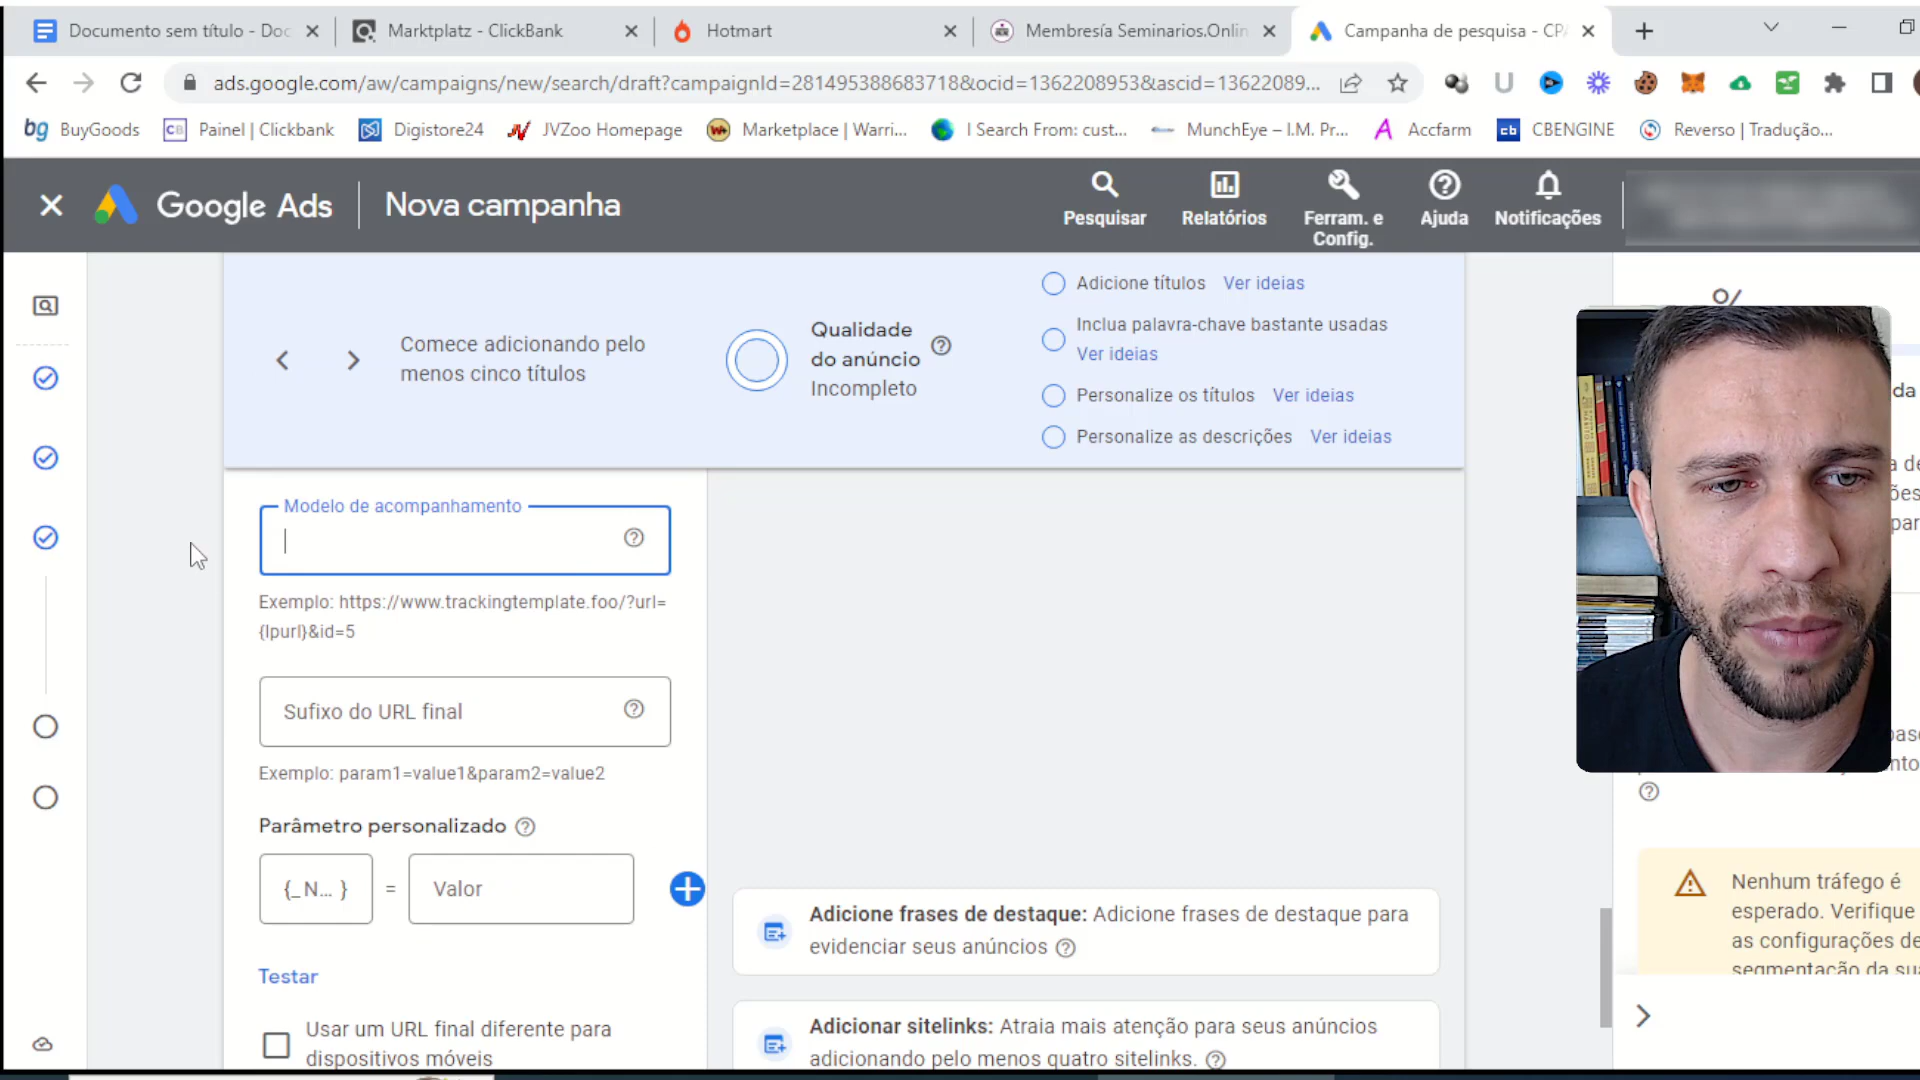 Documento sem título - Doc
Marktplatz - ClickBank
Hotmart
Membresía Seminarios.Onlin
Campanha de pesquisa - CPA
ads.google.com/aw/campaigns/new/search/draft?campaignId=281495388683718&ocid=1362208953&ascid=13622089...
BuyGoods
CB
Painel | Clickbank
Digistore24
JVZoo Homepage
Marketplace | Warri...
I Search From: cust...
MunchEye – I.M. Pr...
Accfarm
cb
CBENGINE
Reverso | Tradução...
Google Ads
Nova campanha
Pesquisar
Relatórios
Ferram. e
Config.
Ajuda
Notificações
Comece adicionando pelo
menos cinco títulos
Qualidade
do anúncio
Incompleto
Adicione títulos Ver ideias
Inclua palavra-chave bastante usadas
Ver ideias
Personalize os títulos Ver ideias
Personalize as descrições Ver ideias
Modelo de acompanhamento
Exemplo: https://www.trackingtemplate.foo/?url=
{lpurl}&id=5
Sufixo do URL final
Exemplo: param1=value1&param2=value2
Parâmetro personalizado
{_N... } = Valor
Testar
Usar um URL final diferente para
dispositivos móveis
Adicione frases de destaque: Adicione frases de destaque para
evidenciar seus anúncios
Adicionar sitelinks: Atraia mais atenção para seus anúncios
adicionando pelo menos quatro sitelinks.
Nenhum tráfego é
esperado. Verifique
as configurações de
segmentação da sua